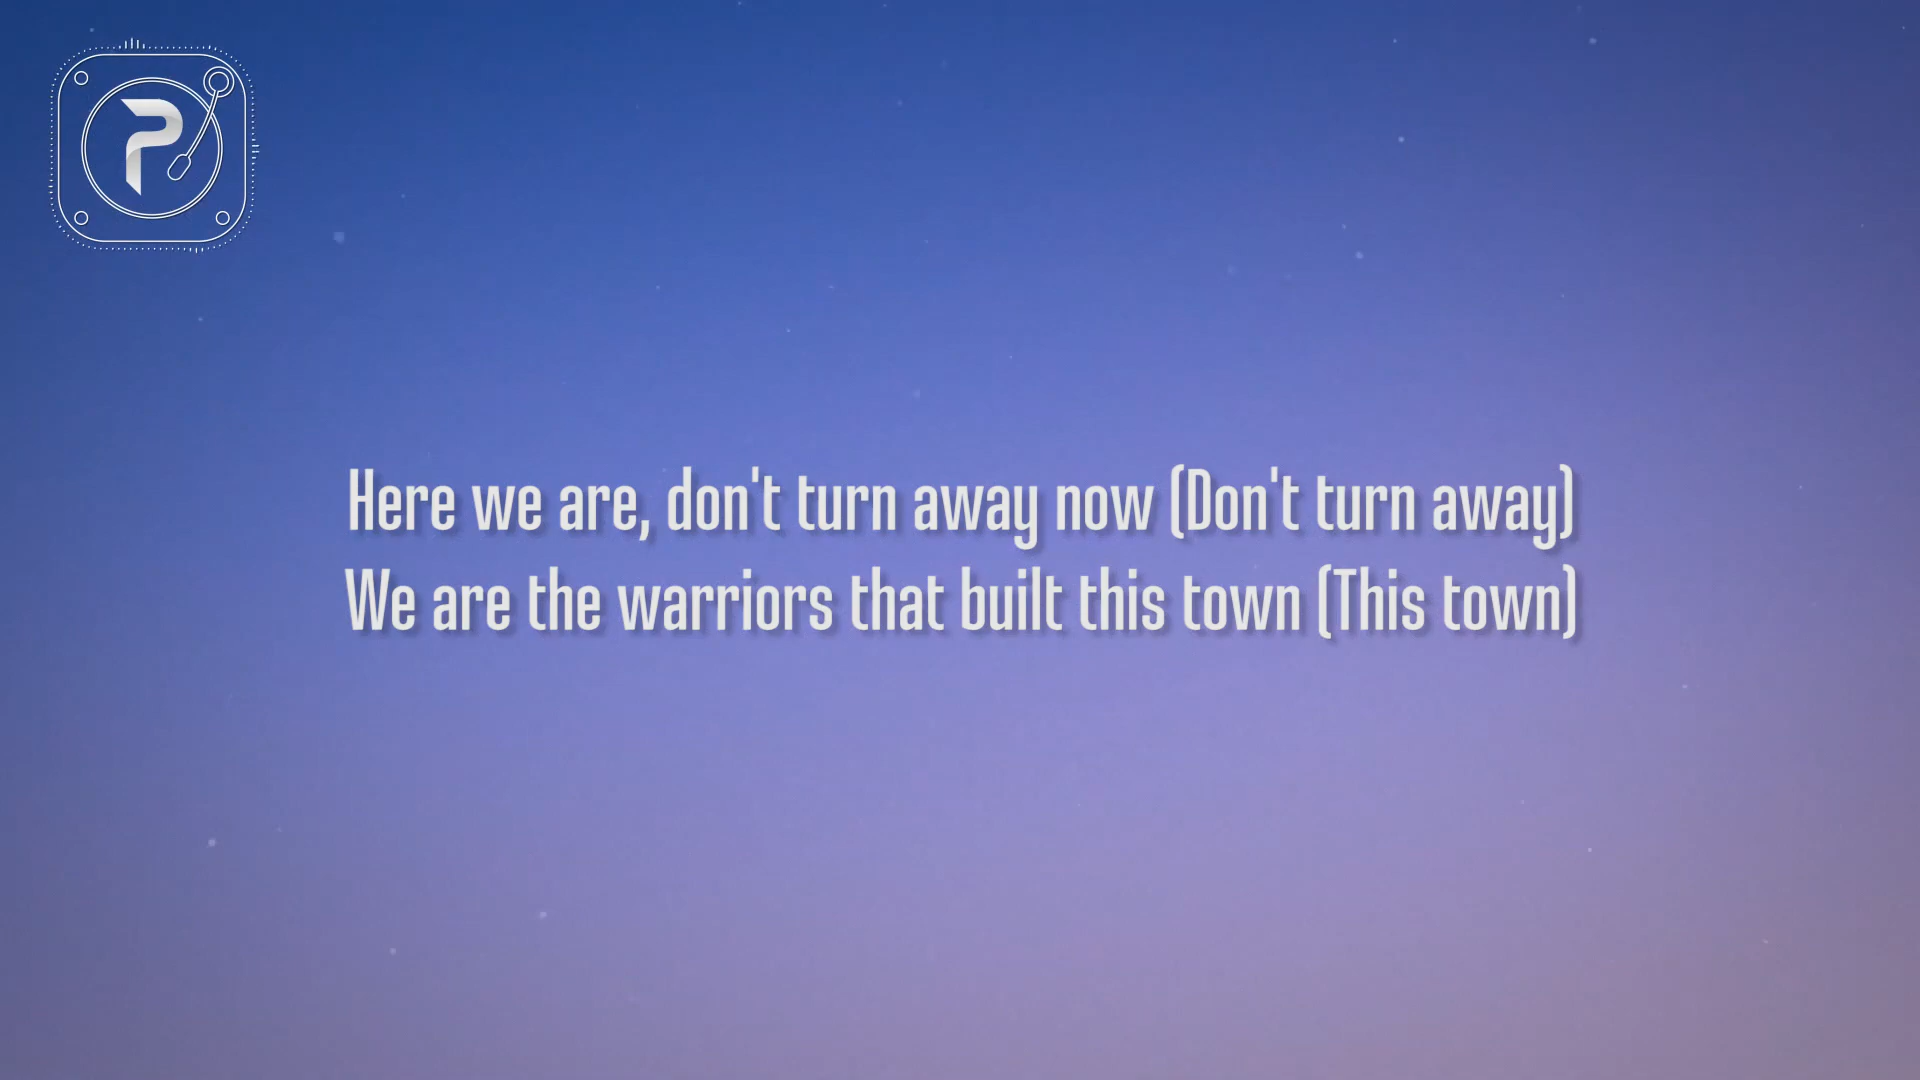 P
Here we are, don't turn away now (Don't turn away)
We are the warriors that built this town (This town)